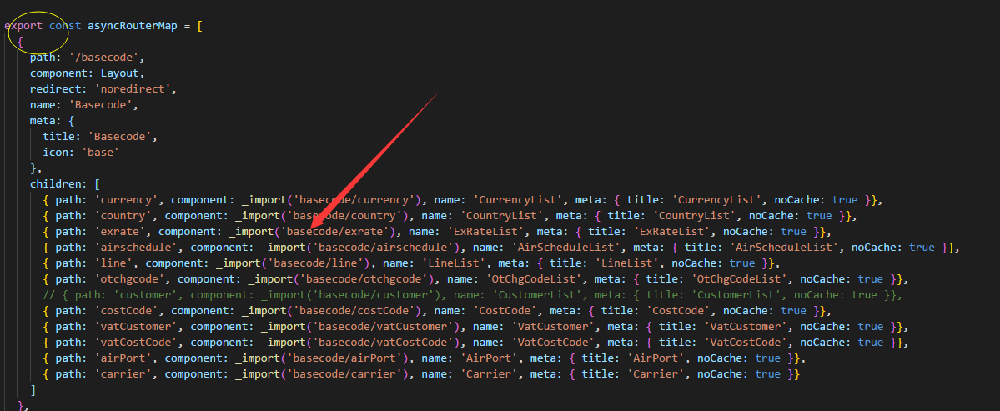 export const asyncRouterMap = [
{
path: '/basecode',
component: Layout,
redirect: 'noredirect',
name: 'Basecode',
meta: {
title: 'Basecode',
icon: 'base'
},
children: [
{ path: 'currency', component: _import('basecode/currency'), name: 'CurrencyList', meta: { title: 'CurrencyList', noCache: true }},
{ path: 'country', component: _import('basecode/country'), name: 'CountryList', meta: { title: 'CountryList', noCache: true }},
{ path: 'exrate', component: _import('basecode/exrate'), name: 'ExRateList', meta: { title: 'ExRateList', noCache: true }},
{ path: 'airschedule', component: _import('basecode/airschedule'), name: 'AirScheduleList', meta: { title: 'AirScheduleList', noCache: true }},
{ path: 'line', component: _import('basecode/line'), name: 'LineList', meta: { title: 'LineList', noCache: true }},
{ path: 'otchgcode', component: _import('basecode/otchgcode'), name: 'OtChgCodeList', meta: { title: 'OtChgCodeList', noCache: true }},
// { path: 'customer', component: _import('basecode/customer'), name: 'CustomerList', meta: { title: 'CustomerList', noCache: true }},
{ path: 'costCode', component: _import('basecode/costCode'), name: 'CostCode', meta: { title: 'CostCode', noCache: true }},
{ path: 'vatCustomer', component: _import('basecode/vatCustomer'), name: 'VatCustomer', meta: { title: 'VatCustomer', noCache: true }},
{ path: 'vatCostCode', component: _import('basecode/vatCostCode'), name: 'VatCostCode', meta: { title: 'VatCostCode', noCache: true }},
{ path: 'airPort', component: _import('basecode/airPort'), name: 'AirPort', meta: { title: 'AirPort', noCache: true }},
{ path: 'carrier', component: _import('basecode/carrier'), name: 'Carrier', meta: { title: 'Carrier', noCache: true }}
]
},